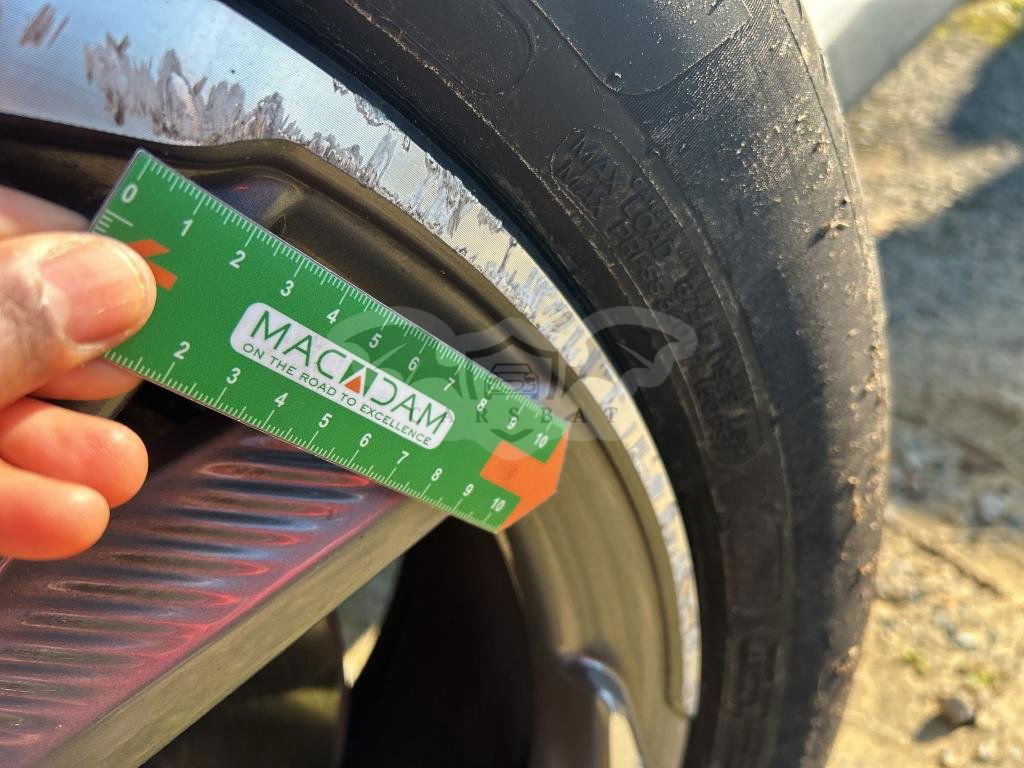 0 1 2 3 4 5 6 7 8 9 10
MACADAM
ON THE ROAD TO EXCELLENCE
2 3 4 5 6 7 8 9 10
MAX LOAD
MAX PRESS